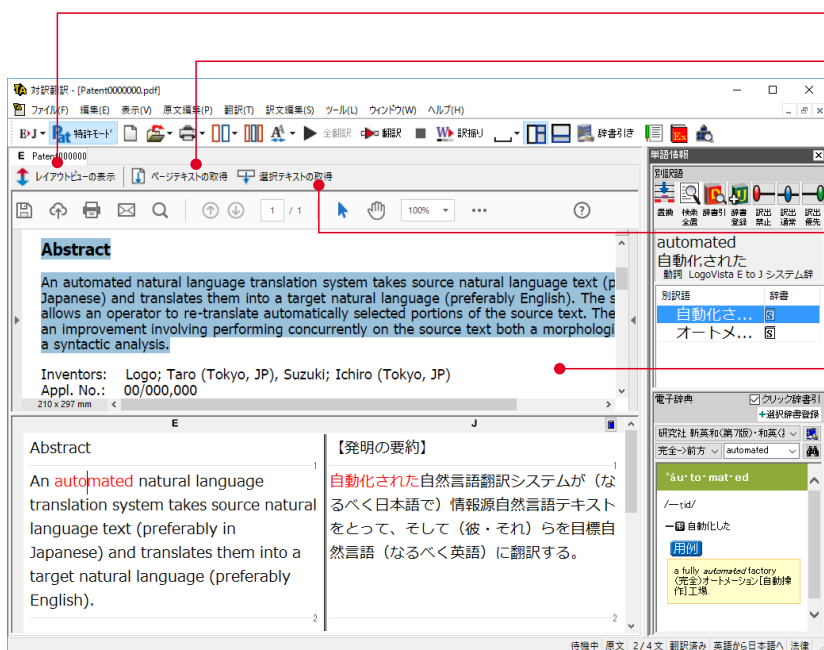 対訳翻訳 - [Patent0000000.pdf]
ファイル(F) 編集(E) 表示(V) 原文編集(P) 翻訳(T) 訳文編集(S) ツール(L) ウィンドウ(W) ヘルプ(H)
E▸J Pat 特許モード 全翻訳 翻訳 W 訳振り 辞書引き Ex
E Patent000000
レイアウトビューの表示 ページテキストの取得 選択テキストの取得
1 / 1 100%
Abstract
An automated natural language translation system takes source natural language text (p
Japanese) and translates them into a target natural language (preferably English). The s
allows an operator to re-translate automatically selected portions of the source text. The
an improvement involving performing concurrently on the source text both a morphologi
a syntactic analysis.
Inventors: Logo; Taro (Tokyo, JP), Suzuki; Ichiro (Tokyo, JP)
Appl. No.: 00/000,000
210 x 297 mm
E
Abstract
1
An automated natural language
translation system takes source natural
language text (preferably in
Japanese) and translates them into a
target natural language (preferably
English).
2
J
【発明の要約】
1
自動化された自然言語翻訳システムが（な
るべく日本語で）情報源自然言語テキスト
をとって、そして（彼・それ）らを目標自
然言語（なるべく英語）に翻訳する。
2
単語情報
別訳語
置換 検索全置 辞書引 辞書登録 訳出禁止 訳出通常 訳出優先
automated
自動化された
動詞 LogoVista E to J システム辞
別訳語 辞書
自動化さ... S
オートメ... S
電子辞典 クリック辞書引
+選択辞書登録
研究社 新英和(第7版)・和英(
完全->前方 automated
°áu·to·mat·ed
/—ṭɪd/
—形 自動化した
用例
a fully automated factory
(完全)オートメーション[自動操
作]工場.
待機中 原文 2/4文 翻訳済み 英語から日本語へ 法律